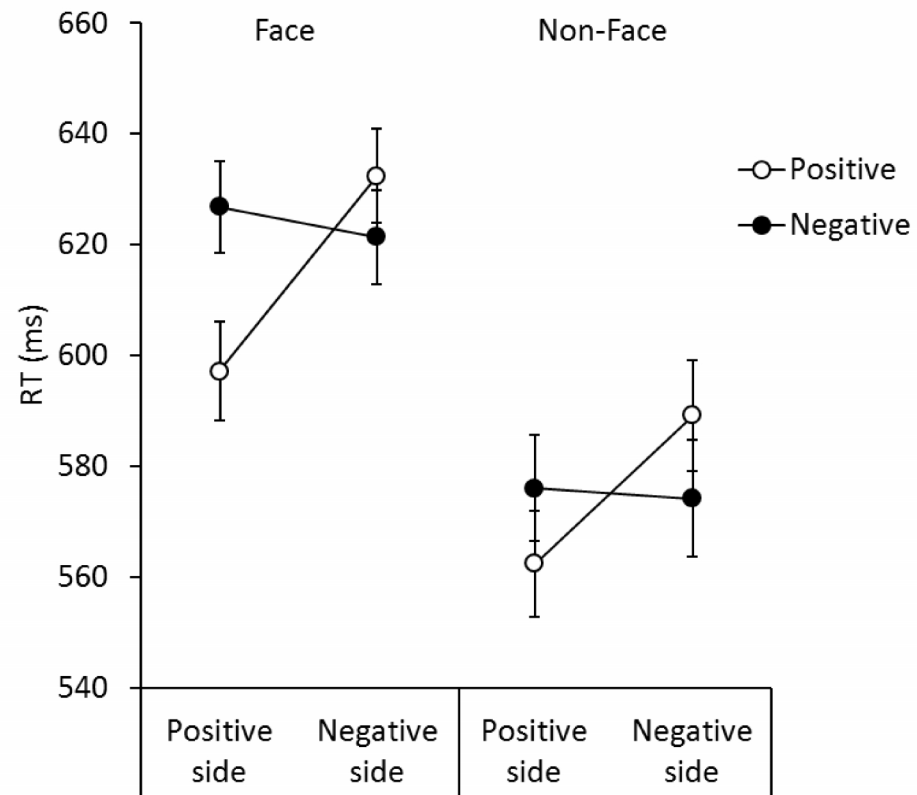 660
Face
Non-Face
640
Positive
620
Negative
RT (ms)
600
580
560
540
Positive side
Negative side
Positive side
Negative side